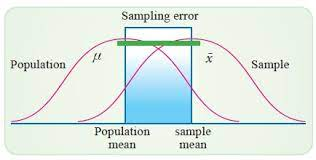 Sampling error
Population
μ
x̄
Sample
Population mean
sample mean